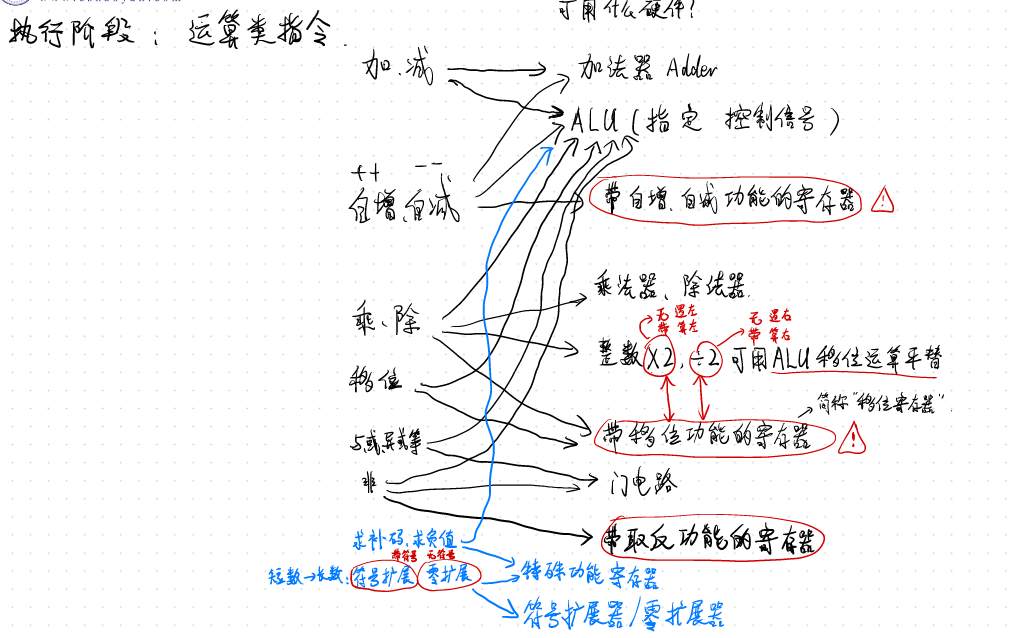 可用什么硬件?
执行阶段: 运算类指令.
加、减
加法器 Adder
ALU (指定 控制信号)
++ --
自增、自减
带自增、自减功能的寄存器
乘法器、除法器.
乘、除
无 逻左
带 算左
无 逻右
带 算右
整数 ×2, ÷2 可用ALU移位运算平替
移位
简称"移位寄存器".
带移位功能的寄存器
与、或、异或等
非
门电路
求补码、求负值
带取反功能的寄存器
带符号 无符号
短数→长数: 符号扩展 零扩展
特殊功能寄存器
符号扩展器/零扩展器